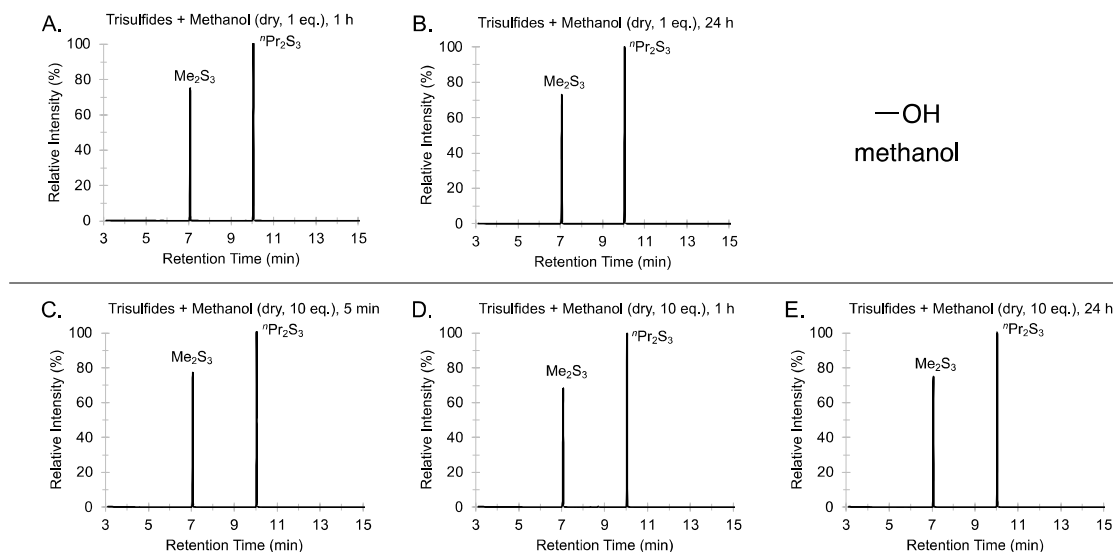 A. Trisulfides + Methanol (dry, 1 eq.), 1 h
ⁿPr₂S₃
Me₂S₃
Relative Intensity (%)
100
80
60
40
20
0
3 5 7 9 11 13 15
Retention Time (min)
B. Trisulfides + Methanol (dry, 1 eq.), 24 h
ⁿPr₂S₃
Me₂S₃
Relative Intensity (%)
100
80
60
40
20
0
3 5 7 9 11 13 15
Retention Time (min)
—OH
methanol
C. Trisulfides + Methanol (dry, 10 eq.), 5 min
ⁿPr₂S₃
Me₂S₃
Relative Intensity (%)
100
80
60
40
20
0
3 5 7 9 11 13 15
Retention Time (min)
D. Trisulfides + Methanol (dry, 10 eq.), 1 h
ⁿPr₂S₃
Me₂S₃
Relative Intensity (%)
100
80
60
40
20
0
3 5 7 9 11 13 15
Retention Time (min)
E. Trisulfides + Methanol (dry, 10 eq.), 24 h
ⁿPr₂S₃
Me₂S₃
Relative Intensity (%)
100
80
60
40
20
0
3 5 7 9 11 13 15
Retention Time (min)